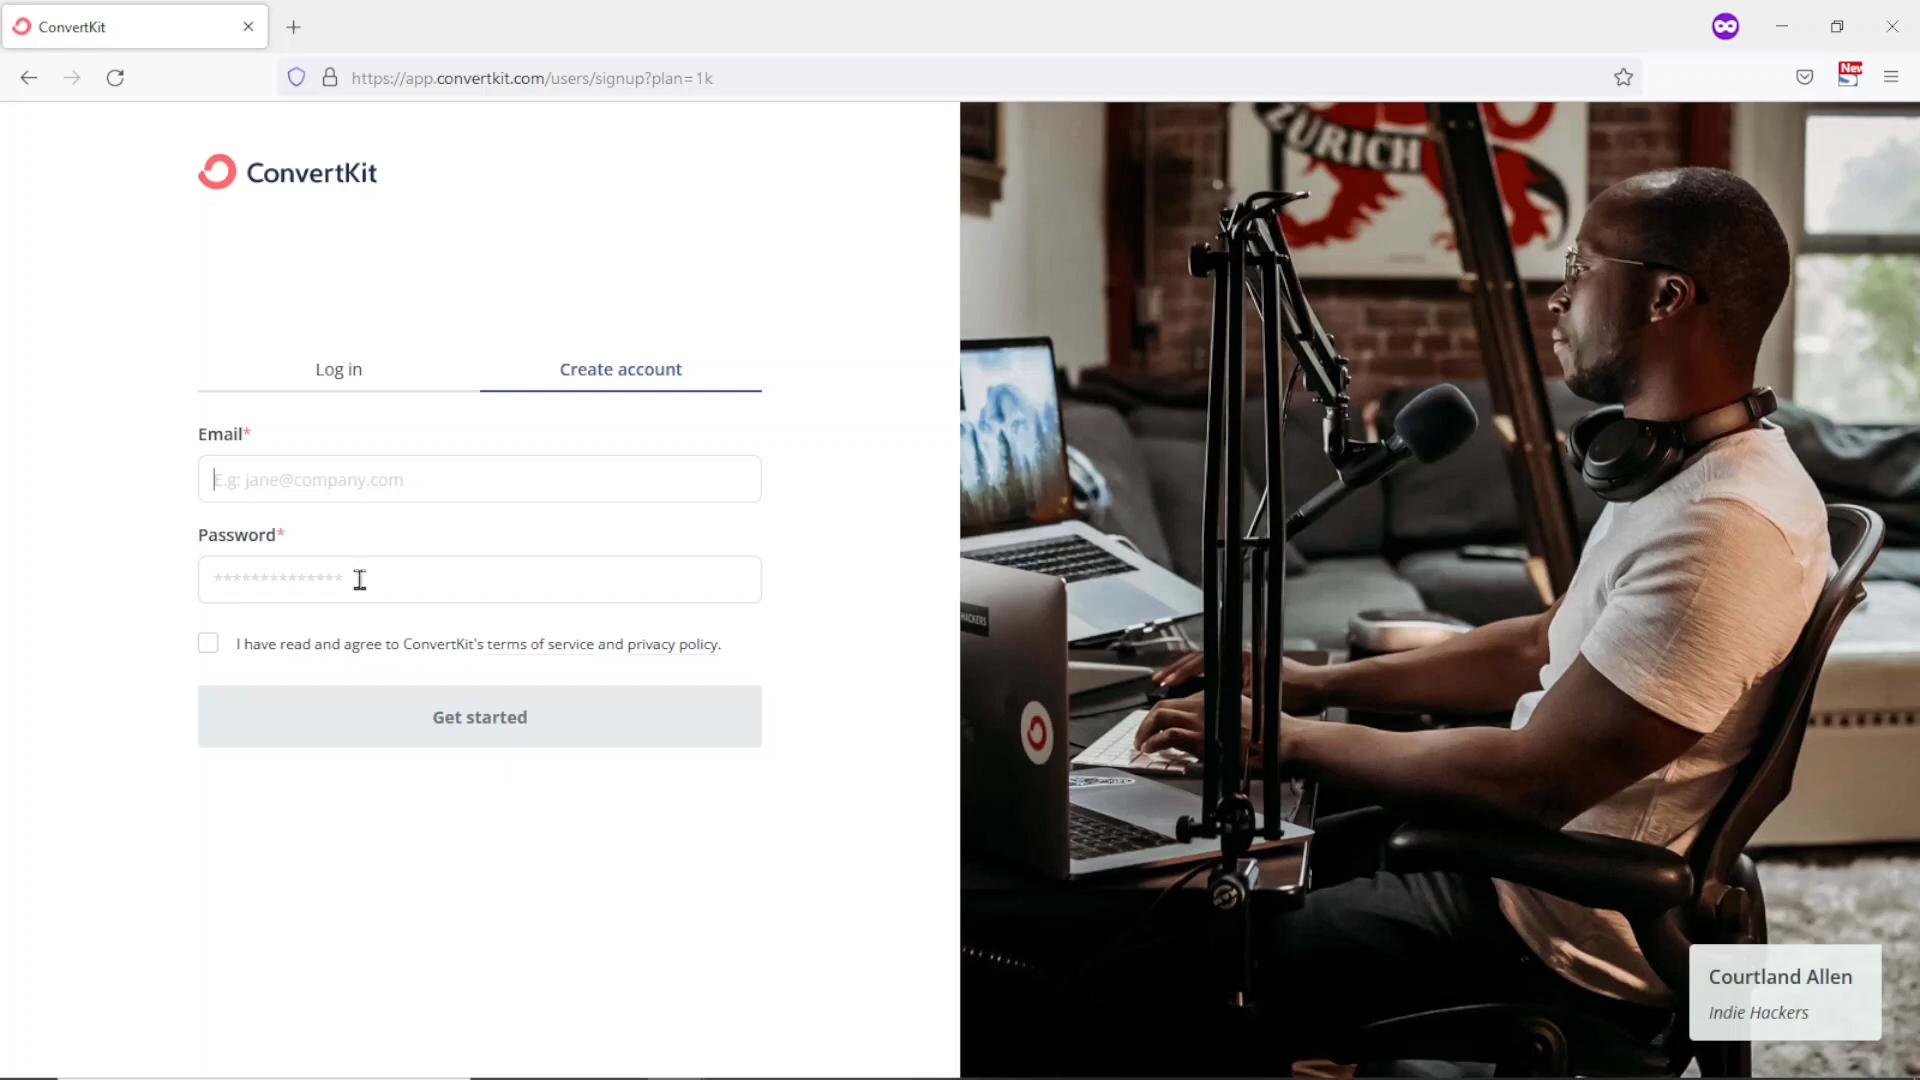 ConvertKit
New
https://app.convertkit.com/users/signup?plan=1k
ConvertKit
Log in
Create account
Email*
E.g: jane@company.com
Password*
**************
I have read and agree to ConvertKit's terms of service and privacy policy.
Get started
ZURICH
HACKERS
Courtland Allen
Indie Hackers